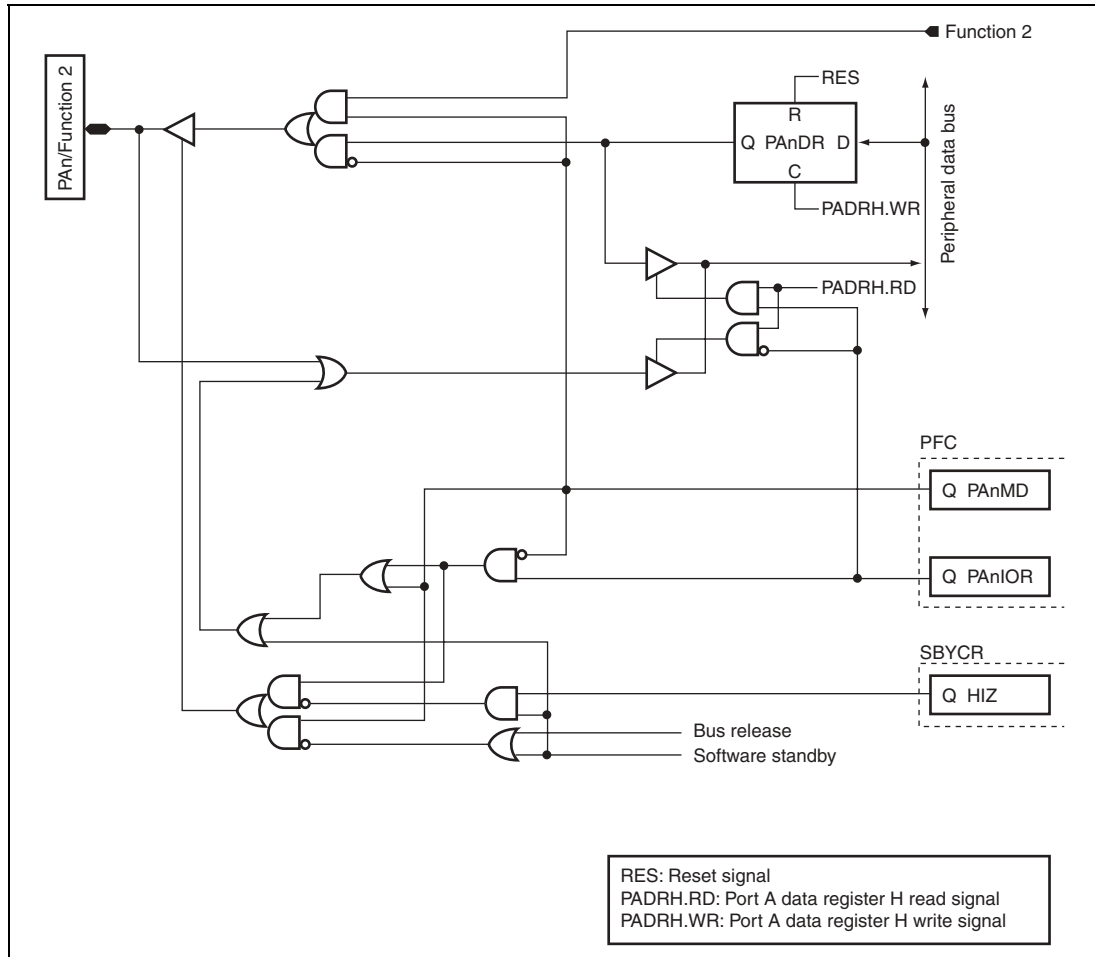 Function 2
PAn/Function 2
RES
R
Q PAnDR D
C
PADRH.WR
Peripheral data bus
PADRH.RD
PFC
Q PAnMD
Q PAnIOR
SBYCR
Q HIZ
Bus release
Software standby
RES: Reset signal
PADRH.RD: Port A data register H read signal
PADRH.WR: Port A data register H write signal